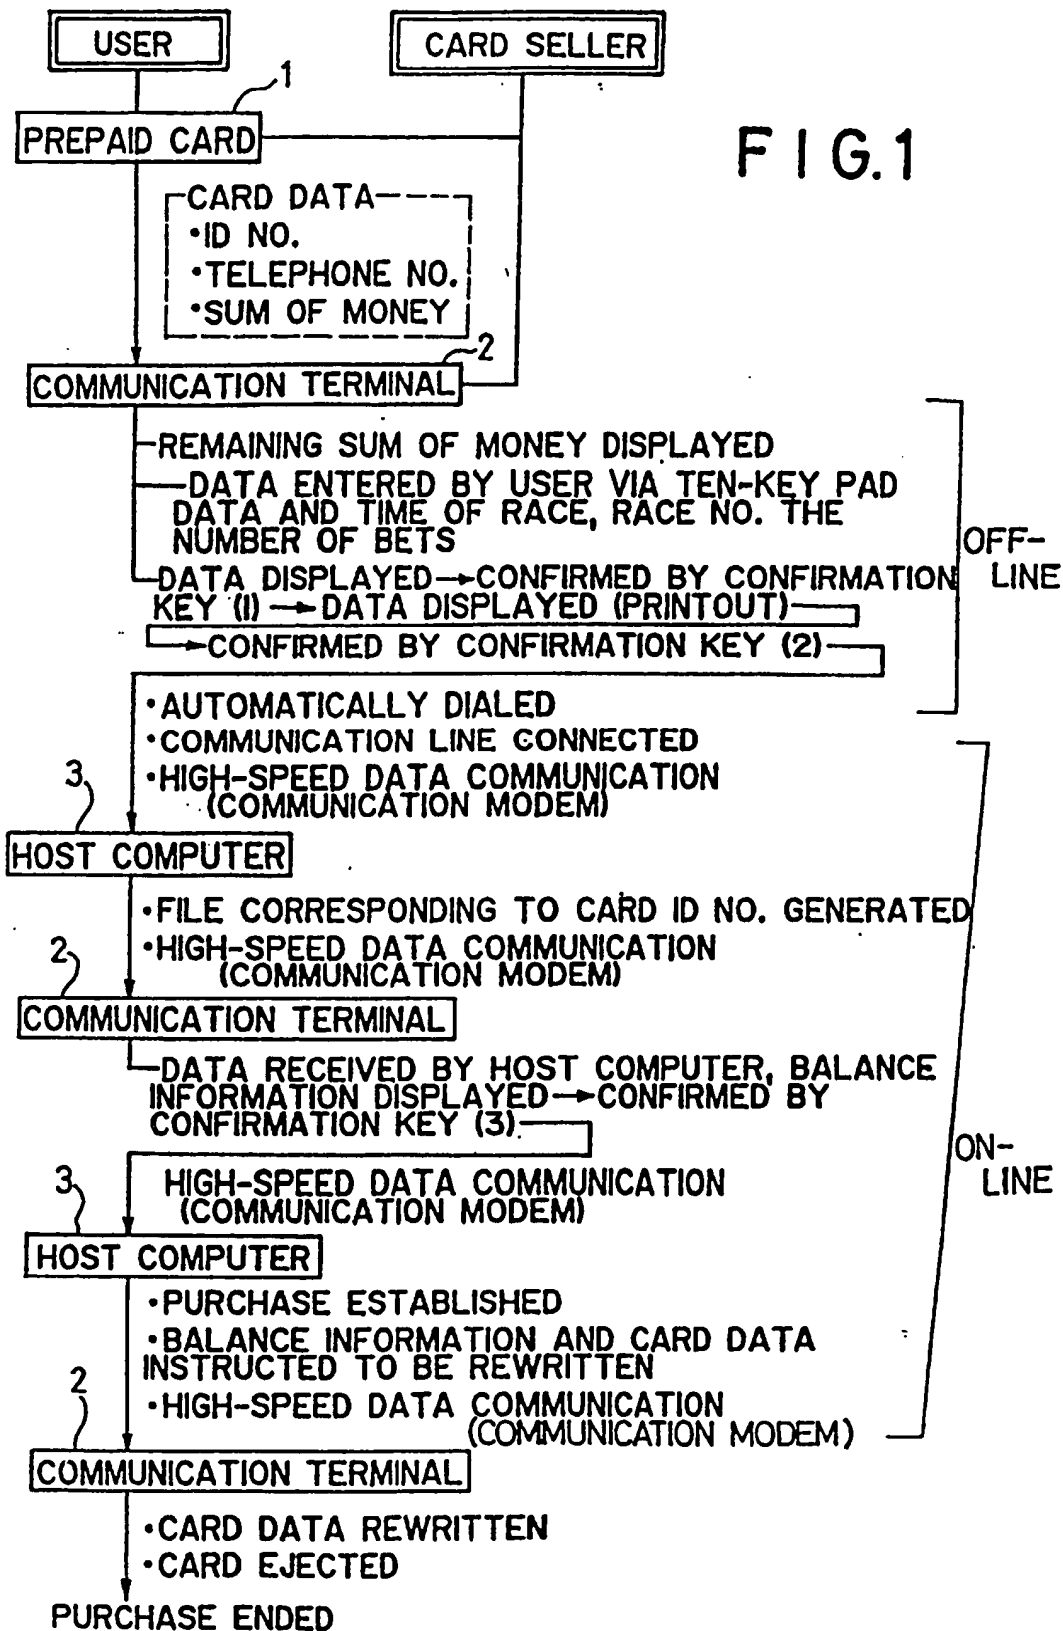 USER
CARD SELLER
1
PREPAID CARD
FIG.1
CARD DATA
•ID NO.
•TELEPHONE NO.
•SUM OF MONEY
2
COMMUNICATION TERMINAL
REMAINING SUM OF MONEY DISPLAYED
DATA ENTERED BY USER VIA TEN-KEY PAD
DATA AND TIME OF RACE, RACE NO. THE
NUMBER OF BETS
OFF-
LINE
DATA DISPLAYED→CONFIRMED BY CONFIRMATION
KEY (1)→DATA DISPLAYED (PRINTOUT)
→CONFIRMED BY CONFIRMATION KEY (2)
•AUTOMATICALLY DIALED
•COMMUNICATION LINE CONNECTED
•HIGH-SPEED DATA COMMUNICATION
(COMMUNICATION MODEM)
3
HOST COMPUTER
•FILE CORRESPONDING TO CARD ID NO. GENERATED
•HIGH-SPEED DATA COMMUNICATION
(COMMUNICATION MODEM)
2
COMMUNICATION TERMINAL
DATA RECEIVED BY HOST COMPUTER, BALANCE
INFORMATION DISPLAYED→CONFIRMED BY
CONFIRMATION KEY (3)
ON-
LINE
HIGH-SPEED DATA COMMUNICATION
(COMMUNICATION MODEM)
3
HOST COMPUTER
•PURCHASE ESTABLISHED
•BALANCE INFORMATION AND CARD DATA
INSTRUCTED TO BE REWRITTEN
•HIGH-SPEED DATA COMMUNICATION
(COMMUNICATION MODEM)
2
COMMUNICATION TERMINAL
•CARD DATA REWRITTEN
•CARD EJECTED
PURCHASE ENDED